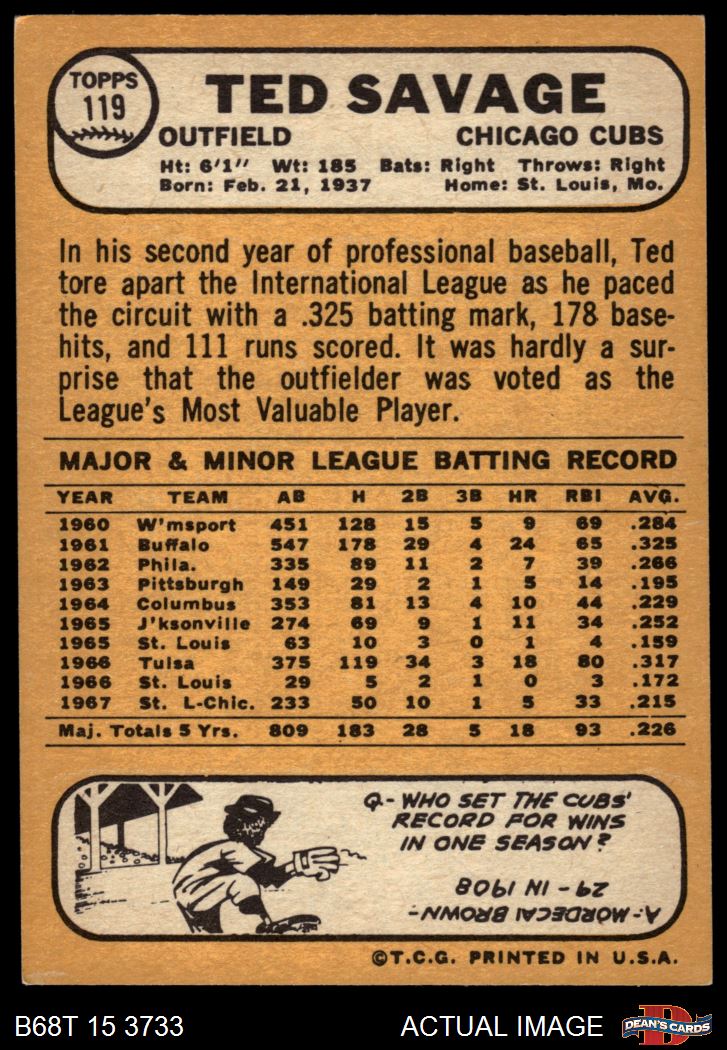 TOPPS
119
TED SAVAGE
OUTFIELD CHICAGO CUBS
Ht: 6'1" Wt: 185 Bats: Right Throws: Right
Born: Feb. 21, 1937 Home: St. Louis, Mo.
In his second year of professional baseball, Ted
tore apart the International League as he paced
the circuit with a .325 batting mark, 178 base-
hits, and 111 runs scored. It was hardly a sur-
prise that the outfielder was voted as the
League's Most Valuable Player.
MAJOR & MINOR LEAGUE BATTING RECORD
YEAR TEAM AB H 2B 3B HR RBI AVG.
1960 W'msport 451 128 15 5 9 69 .284
1961 Buffalo 547 178 29 4 24 65 .325
1962 Phila. 335 89 11 2 7 39 .266
1963 Pittsburgh 149 29 2 1 5 14 .195
1964 Columbus 353 81 13 4 10 44 .229
1965 J'ksonville 274 69 9 1 11 34 .252
1965 St. Louis 63 10 3 0 1 4 .159
1966 Tulsa 375 119 34 3 18 80 .317
1966 St. Louis 29 5 2 1 0 3 .172
1967 St. L-Chic. 233 50 10 1 5 33 .215
Maj. Totals 5 Yrs. 809 183 28 5 18 93 .226
Q- WHO SET THE CUBS'
RECORD FOR WINS
IN ONE SEASON?
A: MORDECAI BROWN-
29 - IN 1908
©T.C.G. PRINTED IN U.S.A.
B68T 15 3733 ACTUAL IMAGE
D
DEAN'S CARDS